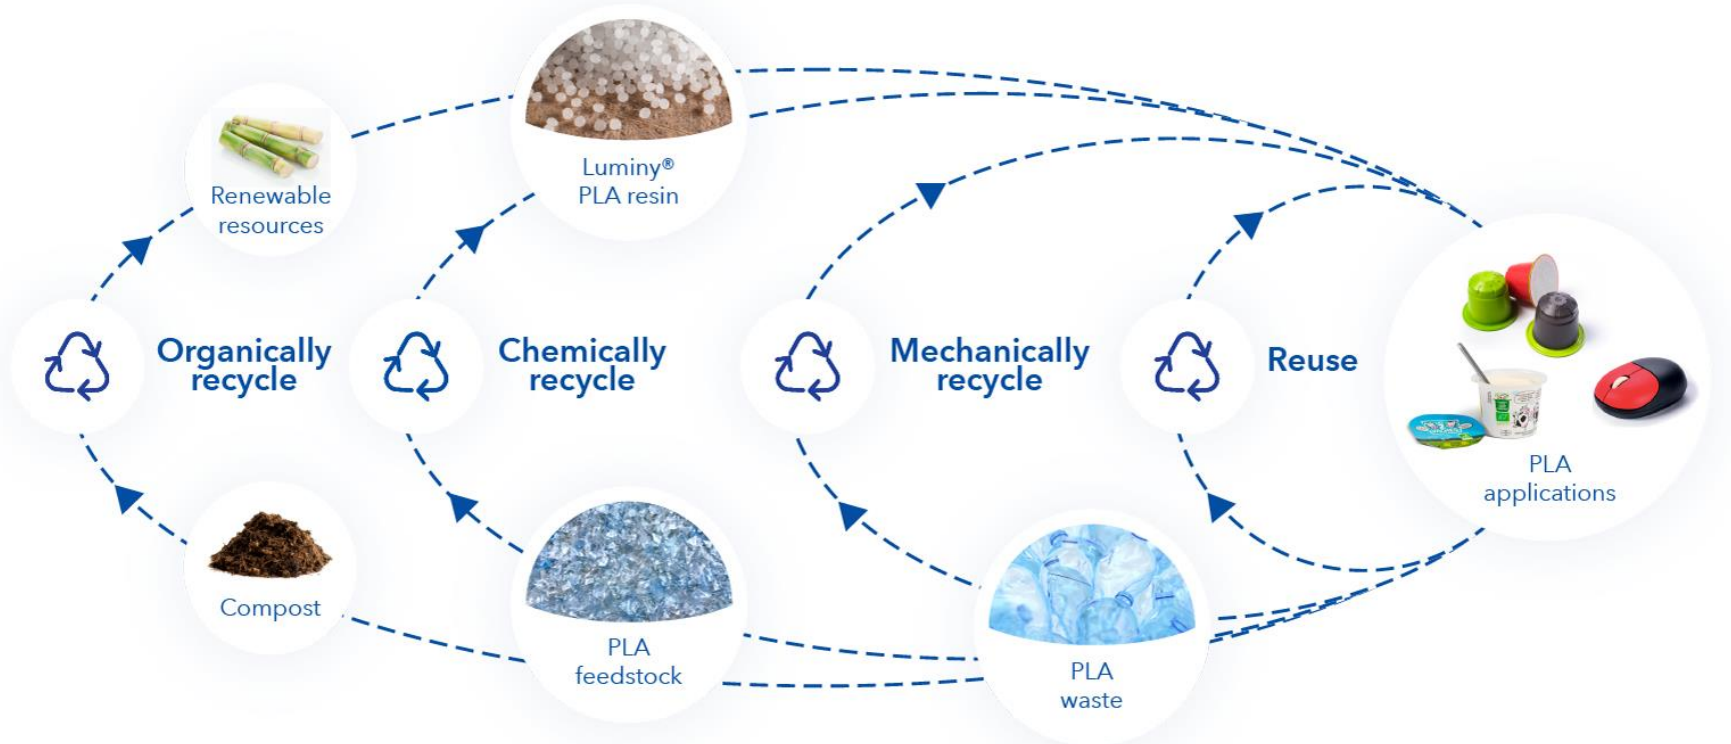 Luminy®
PLA resin
Renewable
resources
Organically
recycle
Chemically
recycle
Mechanically
recycle
Reuse
PLA
applications
Compost
PLA
feedstock
PLA
waste